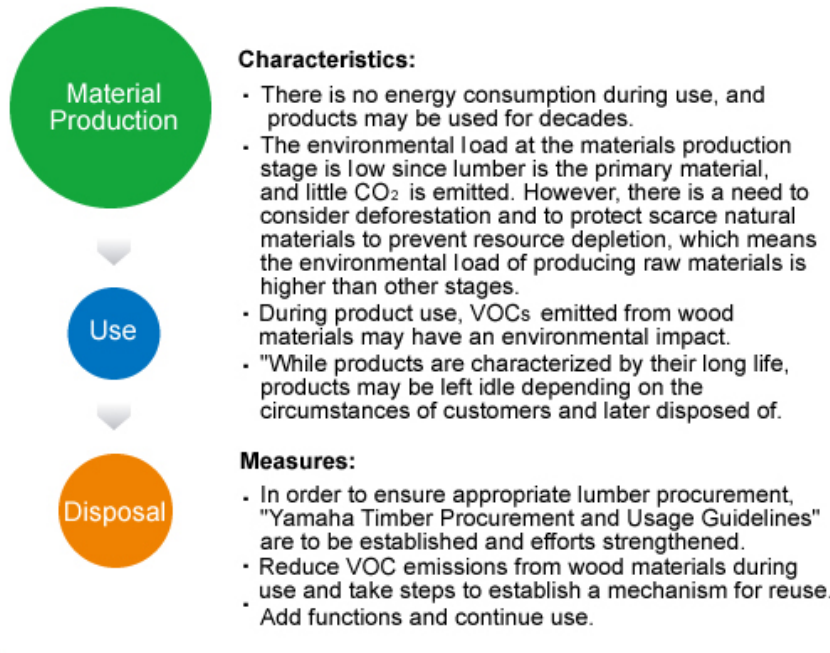 Material
Production
Use
Disposal
Characteristics:
· There is no energy consumption during use, and
products may be used for decades.
· The environmental load at the materials production
stage is low since lumber is the primary material,
and little CO₂ is emitted. However, there is a need to
consider deforestation and to protect scarce natural
materials to prevent resource depletion, which means
the environmental load of producing raw materials is
higher than other stages.
· During product use, VOCs emitted from wood
materials may have an environmental impact.
· "While products are characterized by their long life,
products may be left idle depending on the
circumstances of customers and later disposed of.
Measures:
· In order to ensure appropriate lumber procurement,
"Yamaha Timber Procurement and Usage Guidelines"
are to be established and efforts strengthened.
· Reduce VOC emissions from wood materials during
use and take steps to establish a mechanism for reuse.
· Add functions and continue use.